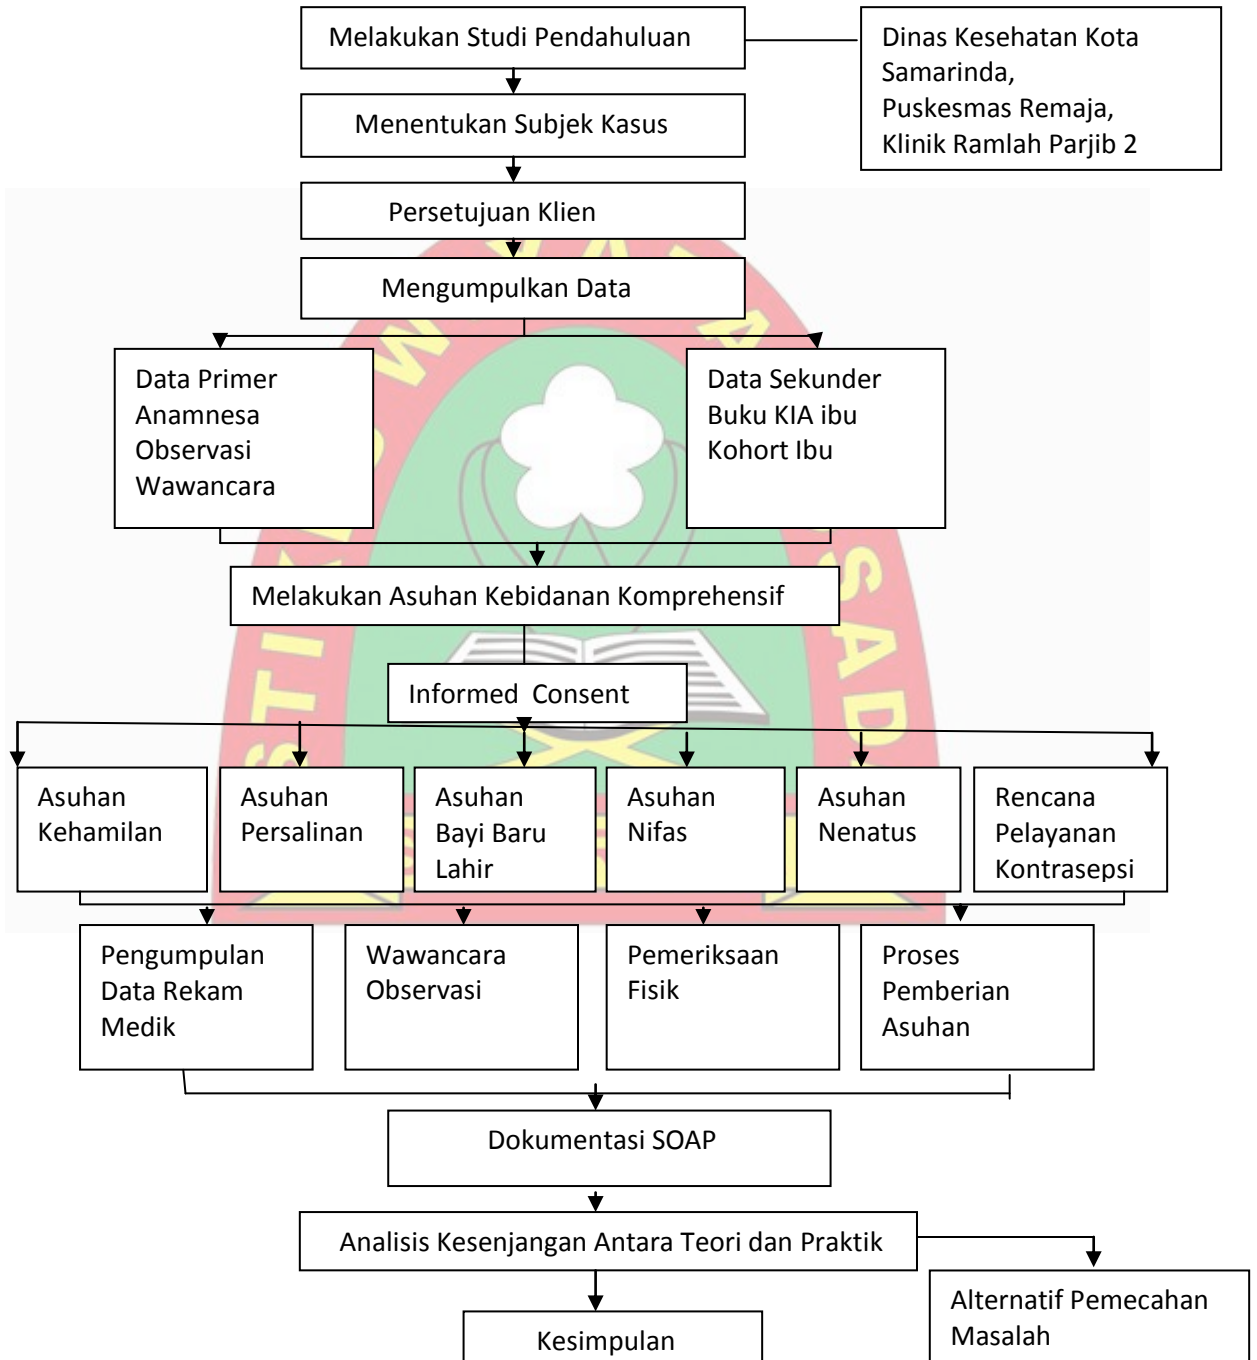 Melakukan Studi Pendahuluan
Dinas Kesehatan Kota
Samarinda,
Puskesmas Remaja,
Klinik Ramlah Parjib 2
Menentukan Subjek Kasus
Persetujuan Klien
Mengumpulkan Data
Data Primer
Anamnesa
Observasi
Wawancara
Data Sekunder
Buku KIA ibu
Kohort Ibu
Melakukan Asuhan Kebidanan Komprehensif
Informed Consent
Asuhan
Kehamilan
Asuhan
Persalinan
Asuhan
Bayi Baru
Lahir
Asuhan
Nifas
Asuhan
Nenatus
Rencana
Pelayanan
Kontrasepsi
Pengumpulan
Data Rekam
Medik
Wawancara
Observasi
Pemeriksaan
Fisik
Proses
Pemberian
Asuhan
Dokumentasi SOAP
Analisis Kesenjangan Antara Teori dan Praktik
Alternatif Pemecahan
Masalah
Kesimpulan